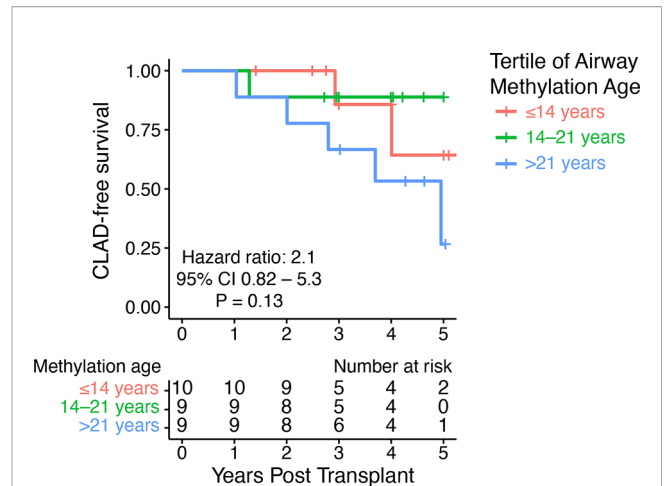 Tertile of Airway
Methylation Age
≤14 years
14–21 years
>21 years
CLAD-free survival
1.00
0.75
0.50
0.25
0.00
Hazard ratio: 2.1
95% CI 0.82 – 5.3
P = 0.13
0 1 2 3 4 5
Methylation age Number at risk
≤14 years 10 10 9 5 4 2
14–21 years 9 9 8 5 4 0
>21 years 9 9 8 6 4 1
0 1 2 3 4 5
Years Post Transplant